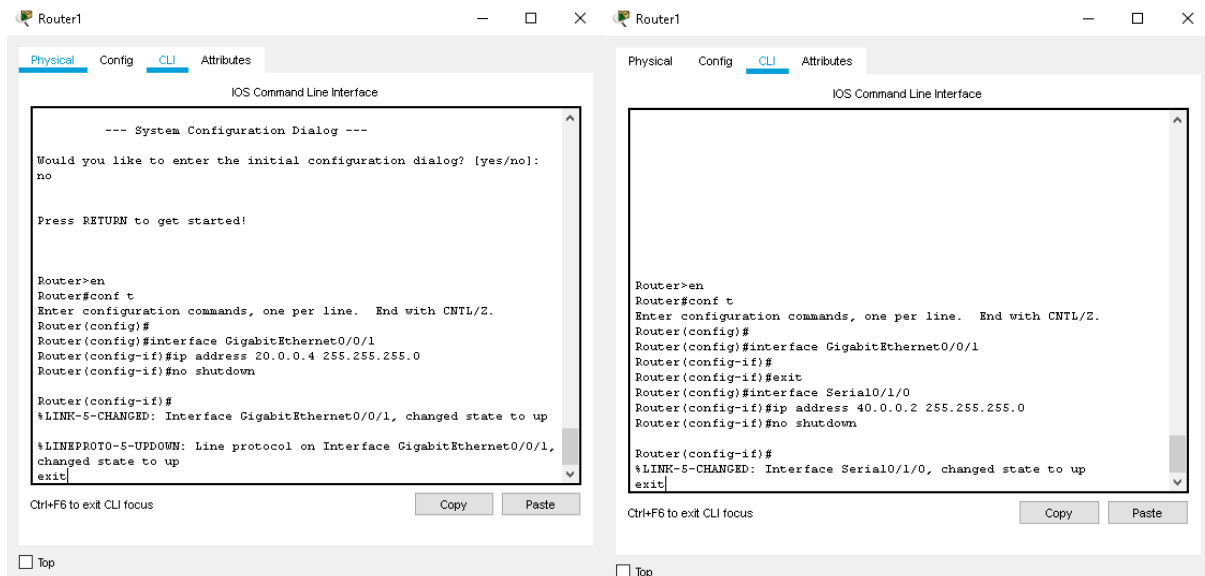 Router1
Physical Config CLI Attributes
IOS Command Line Interface
--- System Configuration Dialog ---
Would you like to enter the initial configuration dialog? [yes/no]:
no
Press RETURN to get started!
Router>en
Router#conf t
Enter configuration commands, one per line.  End with CNTL/Z.
Router(config)#
Router(config)#interface GigabitEthernet0/0/1
Router(config-if)#ip address 20.0.0.4 255.255.255.0
Router(config-if)#no shutdown
Router(config-if)#
%LINK-5-CHANGED: Interface GigabitEthernet0/0/1, changed state to up
%LINEPROTO-5-UPDOWN: Line protocol on Interface GigabitEthernet0/0/1,
changed state to up
exit
Ctrl+F6 to exit CLI focus
Copy
Paste
Top
Router1
Physical Config CLI Attributes
IOS Command Line Interface
Router>en
Router#conf t
Enter configuration commands, one per line.  End with CNTL/Z.
Router(config)#
Router(config)#interface GigabitEthernet0/0/1
Router(config-if)#
Router(config-if)#exit
Router(config)#interface Serial0/1/0
Router(config-if)#ip address 40.0.0.2 255.255.255.0
Router(config-if)#no shutdown
Router(config-if)#
%LINK-5-CHANGED: Interface Serial0/1/0, changed state to up
exit
Ctrl+F6 to exit CLI focus
Copy
Paste
Top